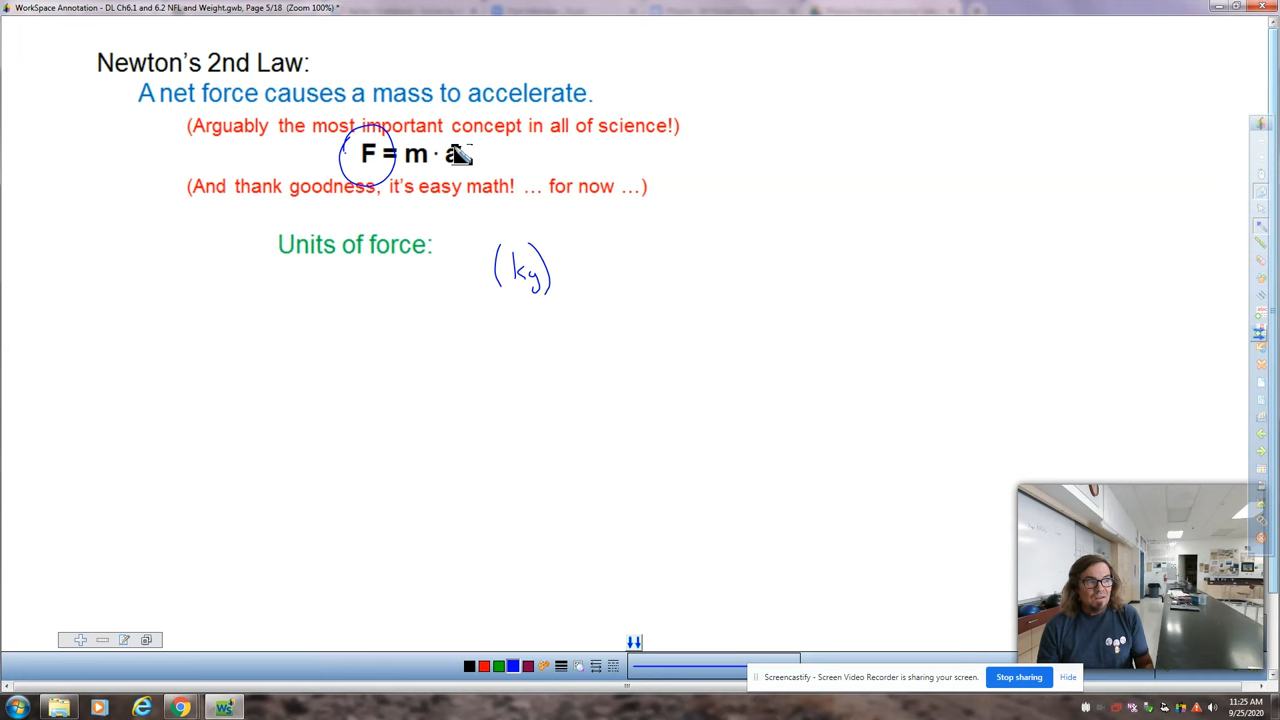 WorkSpace Annotation - DL Ch6.1 and 6.2 NFL and Weight.gwb, Page 5/18 (Zoom 100%) *
Newton's 2nd Law:
A net force causes a mass to accelerate.
(Arguably the most important concept in all of science!)
F = m · a
(And thank goodness, it's easy math! … for now …)
Units of force:
(kg)
Screencastify - Screen Video Recorder is sharing your screen.
Stop sharing
Hide
11:25 AM
9/25/2020